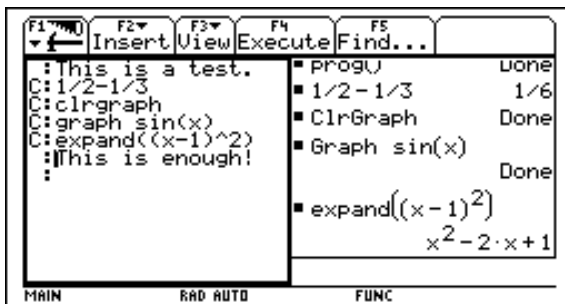 F1 F2 F3 F4 F5
Insert View Execute Find...
:This is a test.
C:1/2-1/3
C:clrgraph
C:graph sin(x)
C:expand((x-1)^2)
:This is enough!
:
▪ prog() Done
▪ 1/2 - 1/3 1/6
▪ ClrGraph Done
▪ Graph sin(x)
Done
▪ expand((x - 1)²)
x² - 2·x + 1
MAIN RAD AUTO FUNC